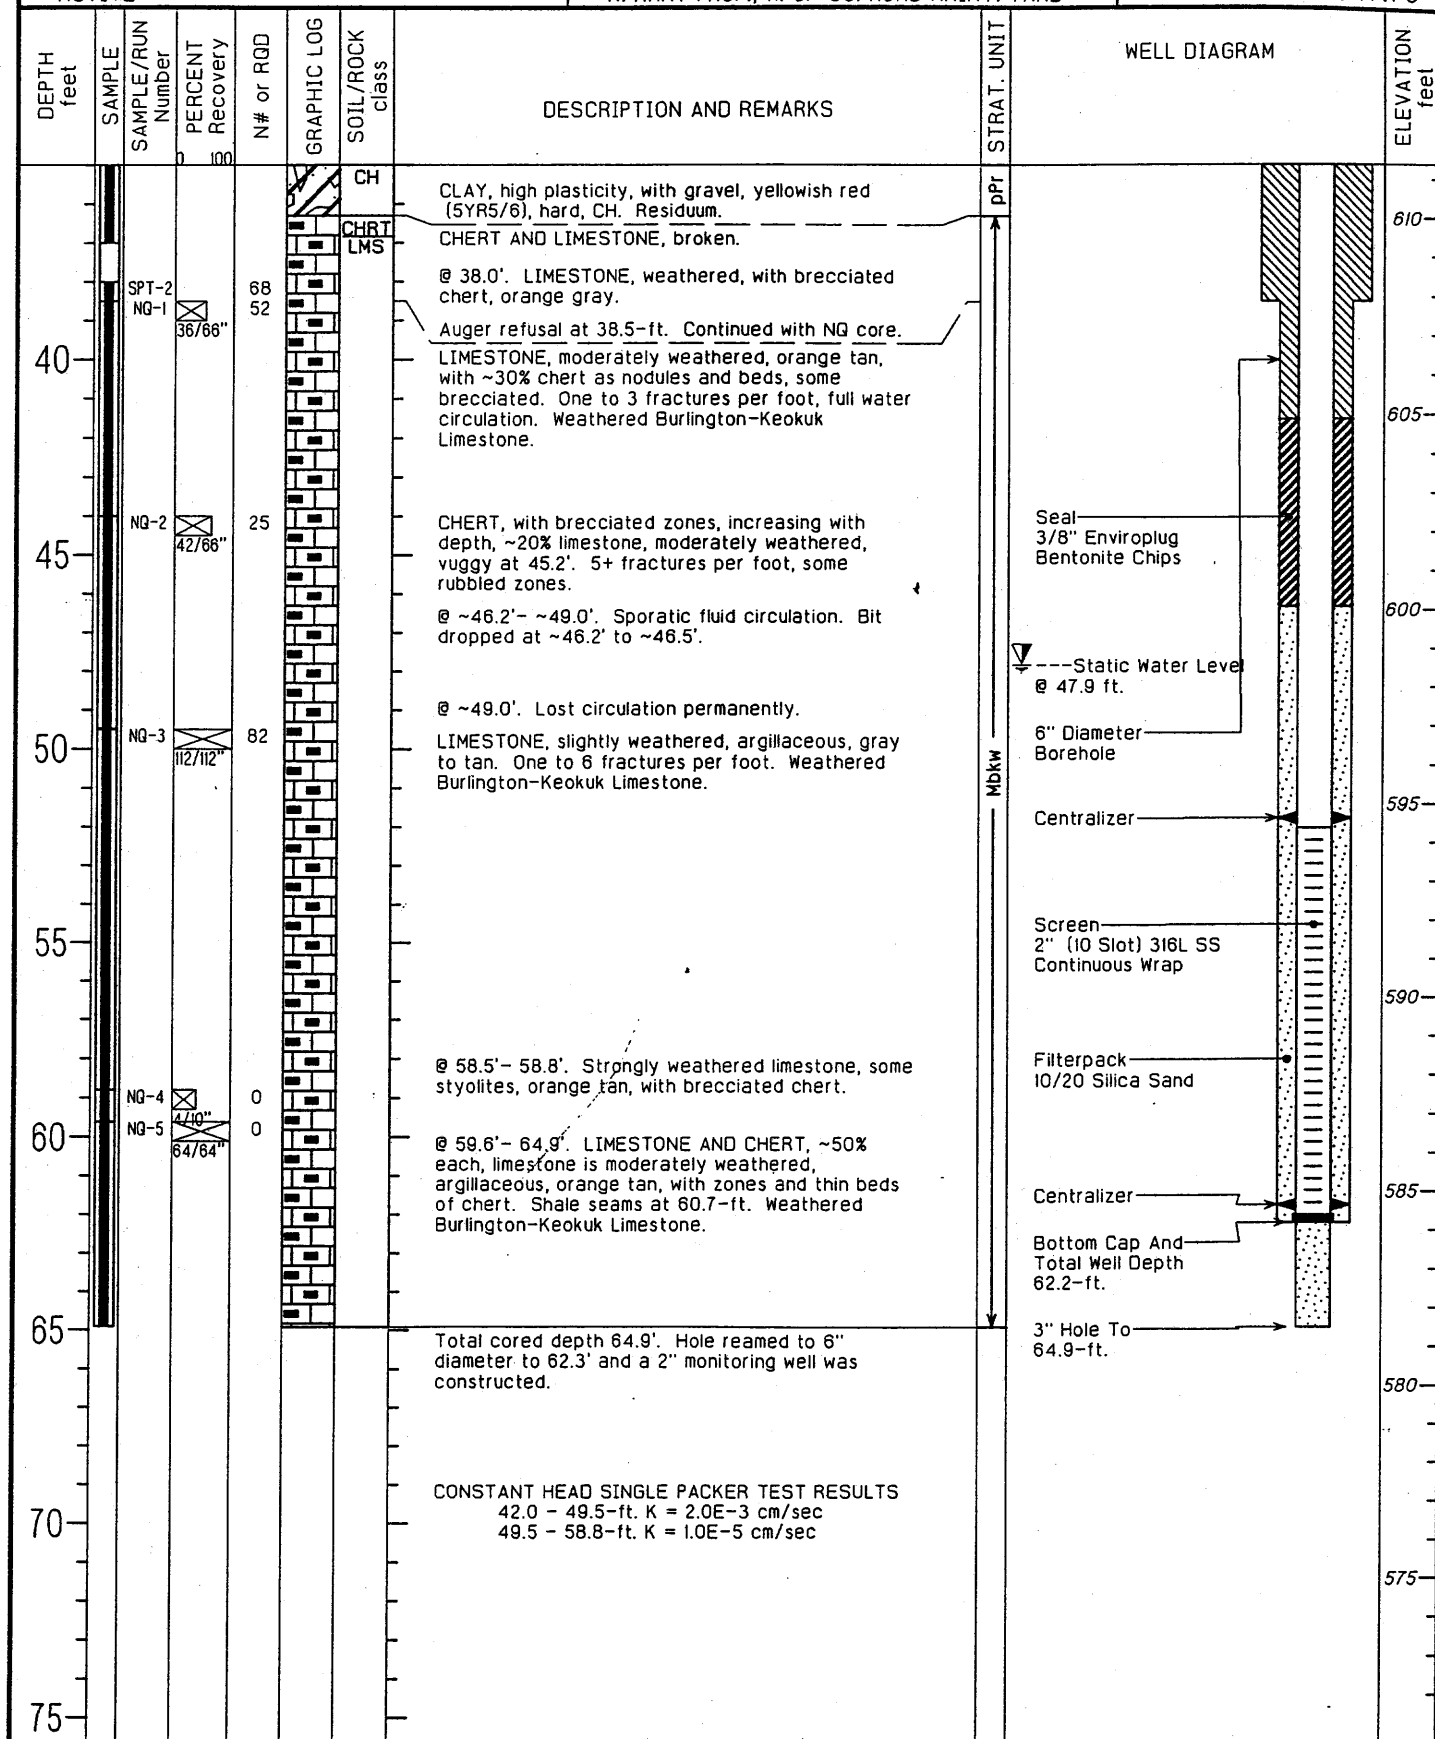 DEPTH
feet
SAMPLE
SAMPLE/RUN
Number
PERCENT
Recovery
0 100
N# or RQD
GRAPHIC LOG
SOIL/ROCK
class
DESCRIPTION AND REMARKS
STRAT. UNIT
WELL DIAGRAM
ELEVATION
feet
CH
CLAY, high plasticity, with gravel, yellowish red
(5YR5/6), hard, CH. Residuum.
pPr
610
CHRT
LMS
CHERT AND LIMESTONE, broken.
@ 38.0'. LIMESTONE, weathered, with brecciated
chert, orange gray.
SPT-2 68
NQ-1 52
36/66"
Auger refusal at 38.5-ft. Continued with NQ core.
40
LIMESTONE, moderately weathered, orange tan,
with ~30% chert as nodules and beds, some
brecciated. One to 3 fractures per foot, full water
circulation. Weathered Burlington-Keokuk
Limestone.
605
NQ-2 25
42/66"
45
CHERT, with brecciated zones, increasing with
depth, ~20% limestone, moderately weathered,
vuggy at 45.2'. 5+ fractures per foot, some
rubbled zones.
Seal
3/8" Enviroplug
Bentonite Chips
600
@ ~46.2'- ~49.0'. Sporatic fluid circulation. Bit
dropped at ~46.2' to ~46.5'.
----Static Water Level
@ 47.9 ft.
@ ~49.0'. Lost circulation permanently.
NQ-3 82
112/112"
50
LIMESTONE, slightly weathered, argillaceous, gray
to tan. One to 6 fractures per foot. Weathered
Burlington-Keokuk Limestone.
Mbkw
6" Diameter
Borehole
595
Centralizer
55
Screen
2" (10 Slot) 316L SS
Continuous Wrap
590
@ 58.5'- 58.8'. Strongly weathered limestone, some
styolites, orange tan, with brecciated chert.
Filterpack
10/20 Silica Sand
NQ-4 0
4/10"
NQ-5 0
64/64"
60
@ 59.6'- 64.9'. LIMESTONE AND CHERT, ~50%
each, limestone is moderately weathered,
argillaceous, orange tan, with zones and thin beds
of chert. Shale seams at 60.7-ft. Weathered
Burlington-Keokuk Limestone.
Centralizer
585
Bottom Cap And
Total Well Depth
62.2-ft.
65
3" Hole To
64.9-ft.
Total cored depth 64.9'. Hole reamed to 6"
diameter to 62.3' and a 2" monitoring well was
constructed.
580
CONSTANT HEAD SINGLE PACKER TEST RESULTS
42.0 - 49.5-ft. K = 2.0E-3 cm/sec
49.5 - 58.8-ft. K = 1.0E-5 cm/sec
70
575
75